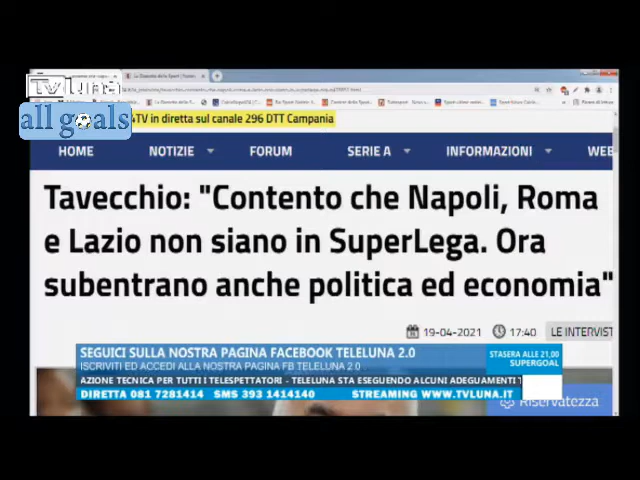 TV Luna
all goals
TV in diretta sul canale 296 DTT Campania
HOME NOTIZIE FORUM SERIE A INFORMAZIONI WEB
Tavecchio: "Contento che Napoli, Roma
e Lazio non siano in SuperLega. Ora
subentrano anche politica ed economia"
19-04-2021 17:40 LE INTERVIST
SEGUICI SULLA NOSTRA PAGINA FACEBOOK TELELUNA 2.0
ISCRIVITI ED ACCEDI ALLA NOSTRA PAGINA FB TELELUNA 2.0
STASERA ALLE 21,00
SUPERGOAL
AZIONE TECNICA PER TUTTI I TELESPETTATORI - TELELUNA STA ESEGUENDO ALCUNI ADEGUAMENTI T
DIRETTA 081 7281414 SMS 393 1414140 STREAMING WWW.TVLUNA.IT
Riservatezza